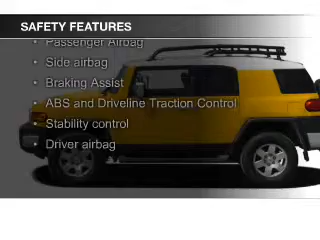 SAFETY FEATURES
• Passenger Airbag
• Side airbag
• Braking Assist
• ABS and Driveline Traction Control
• Stability control
• Driver airbag